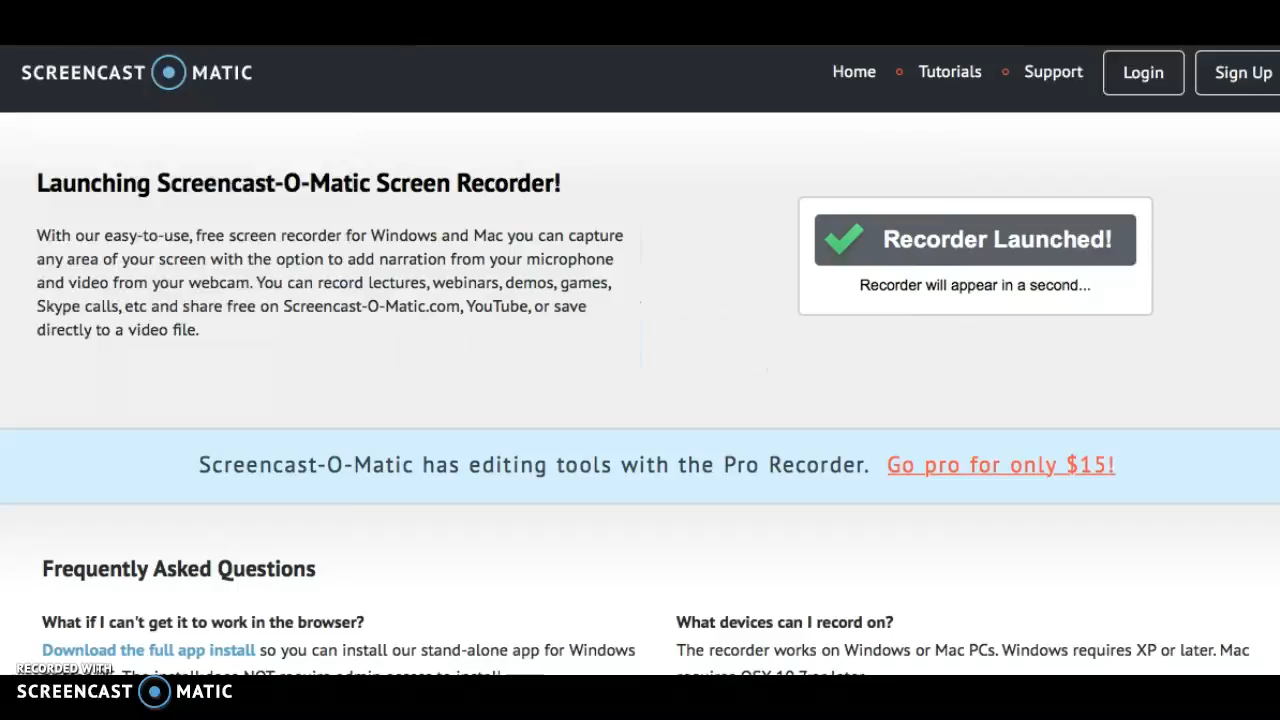 SCREENCAST MATIC
Home Tutorials Support Login Sign Up
Launching Screencast-O-Matic Screen Recorder!
With our easy-to-use, free screen recorder for Windows and Mac you can capture
any area of your screen with the option to add narration from your microphone
and video from your webcam. You can record lectures, webinars, demos, games,
Skype calls, etc and share free on Screencast-O-Matic.com, YouTube, or save
directly to a video file.
Recorder Launched!
Recorder will appear in a second...
Screencast-O-Matic has editing tools with the Pro Recorder. Go pro for only $15!
Frequently Asked Questions
What if I can't get it to work in the browser?
Download the full app install so you can install our stand-alone app for Windows
What devices can I record on?
The recorder works on Windows or Mac PCs. Windows requires XP or later. Mac
requires OSX 10.7 or later
RECORDED WITH
SCREENCAST MATIC